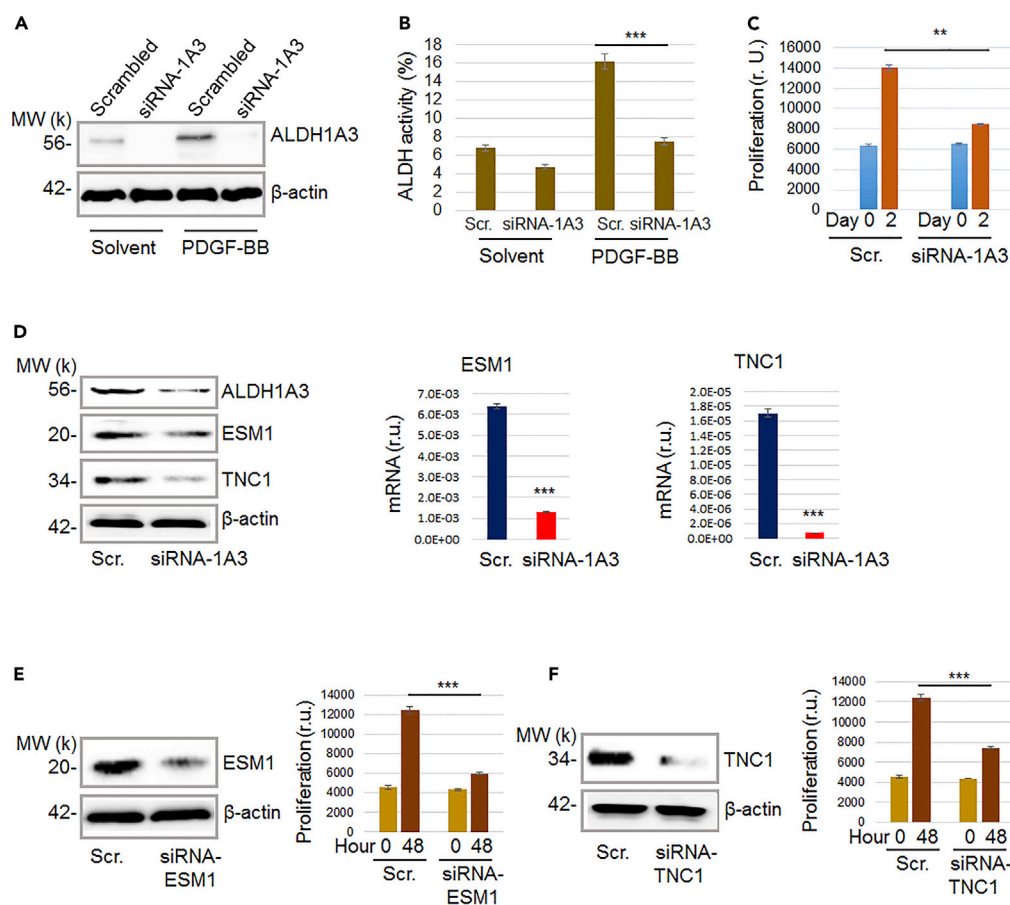 A
Scrambled siRNA-1A3 Scrambled siRNA-1A3
MW (k)
56- ALDH1A3
42- β-actin
Solvent PDGF-BB
B
ALDH activity (%)
18
16
14
12
10
8
6
4
2
0
***
Scr. siRNA-1A3 Scr. siRNA-1A3
Solvent PDGF-BB
C
Proliferation (r. U.)
16000
14000
12000
10000
8000
6000
4000
2000
0
**
Day 0 2 Day 0 2
Scr. siRNA-1A3
D
MW (k)
56- ALDH1A3
20- ESM1
34- TNC1
42- β-actin
Scr. siRNA-1A3
ESM1
mRNA (r.u.)
7.0E-03
6.0E-03
5.0E-03
4.0E-03
3.0E-03
2.0E-03
1.0E-03
0.0E+00
***
Scr. siRNA-1A3
TNC1
mRNA (r.u.)
2.0E-05
1.8E-05
1.6E-05
1.4E-05
1.2E-05
1.0E-05
8.0E-06
6.0E-06
4.0E-06
2.0E-06
0.0E+00
***
Scr. siRNA-1A3
E
MW (k)
20- ESM1
42- β-actin
Scr. siRNA-
ESM1
Proliferation (r.u.)
14000
12000
10000
8000
6000
4000
2000
0
***
Hour 0 48 0 48
Scr. siRNA-
ESM1
F
MW (k)
34- TNC1
42- β-actin
Scr. siRNA-
TNC1
Proliferation (r.u.)
14000
12000
10000
8000
6000
4000
2000
0
***
Hour 0 48 0 48
Scr. siRNA-
TNC1